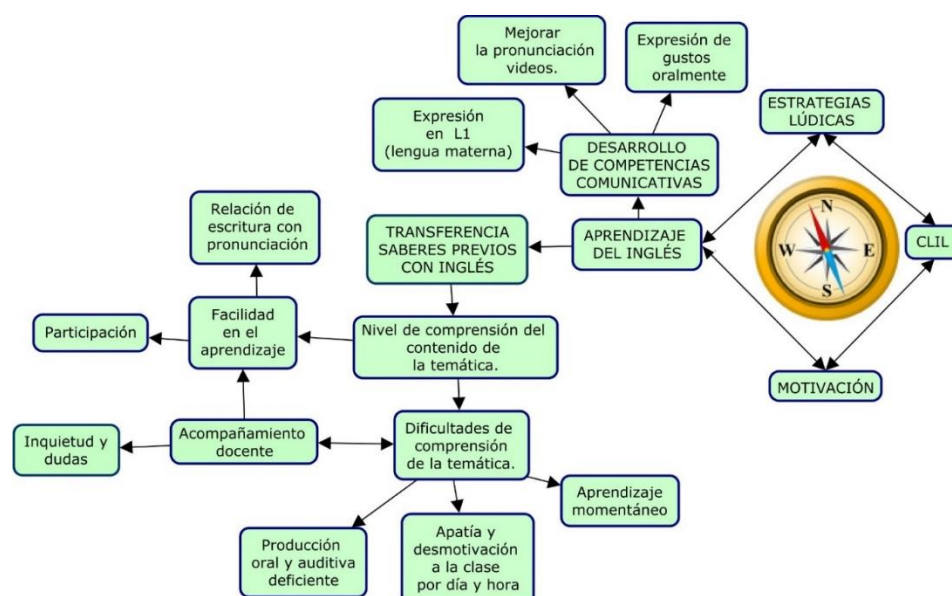 Mejorar
la pronunciación
videos.
Expresión de
gustos
oralmente
ESTRATEGIAS
LÚDICAS
Expresión
en L1
(lengua materna)
DESARROLLO
DE COMPETENCIAS
COMUNICATIVAS
Relación de
escritura con
pronunciación
TRANSFERENCIA
SABERES PREVIOS
CON INGLÉS
APRENDIZAJE
DEL INGLÉS
N
W
E
S
CLIL
Participación
Facilidad
en el
aprendizaje
Nivel de comprensión del
contenido de
la temática.
MOTIVACIÓN
Inquietud y
dudas
Acompañamiento
docente
Dificultades de
comprensión
de la temática.
Aprendizaje
momentáneo
Producción
oral y auditiva
deficiente
Apatía y
desmotivación
a la clase
por día y hora